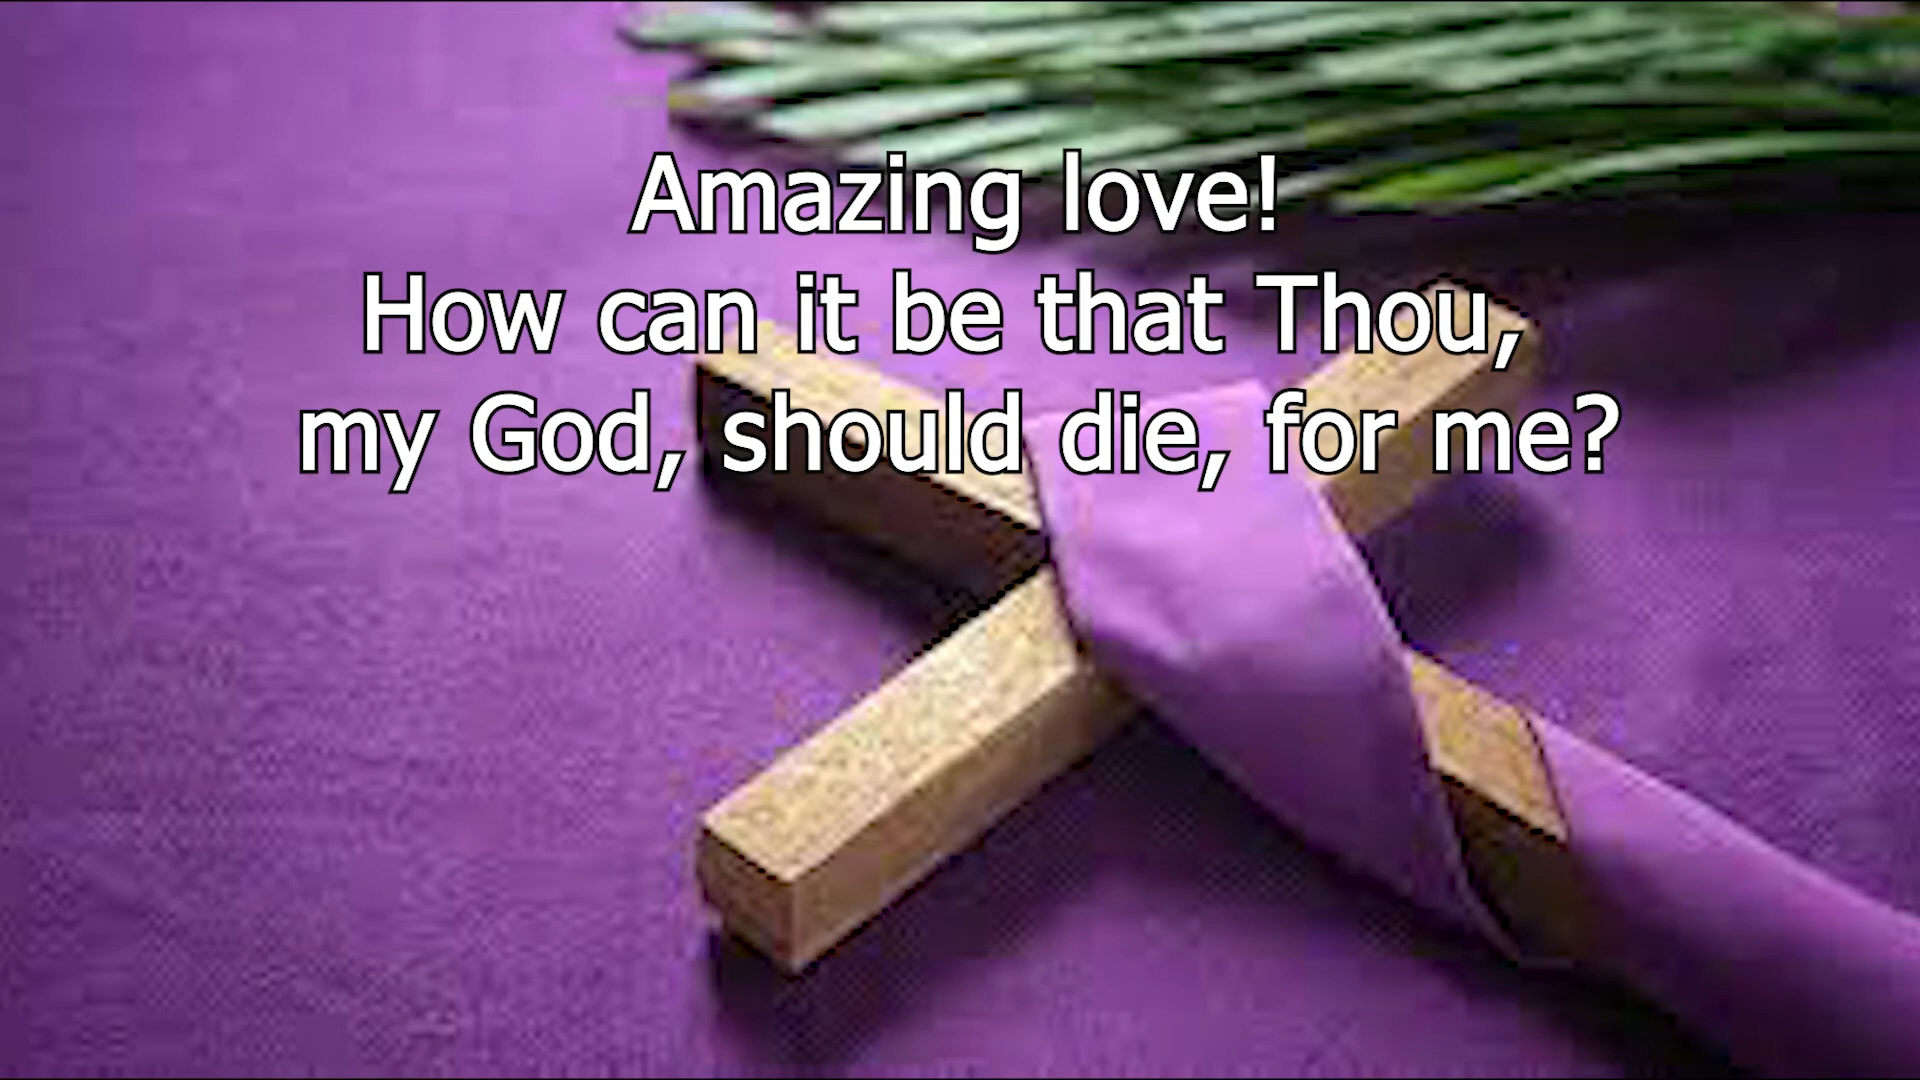 Amazing love!
How can it be that Thou,
my God, should die, for me?